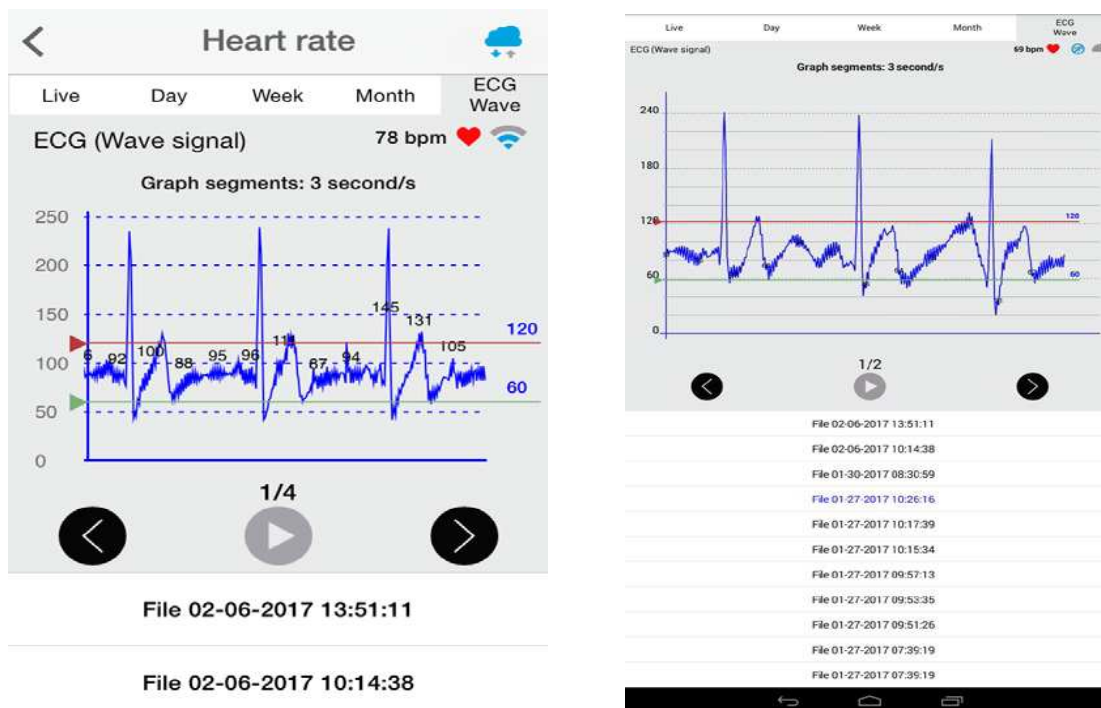 Heart rate
Live Day Week Month ECG Wave
ECG (Wave signal) 78 bpm
Graph segments: 3 second/s
250
200
150
100
50
0
6 92 100 88 95 96 111 87 94 145 131 105
120
60
1/4
File 02-06-2017 13:51:11
File 02-06-2017 10:14:38
Live Day Week Month ECG Wave
ECG (Wave signal) 69 bpm
Graph segments: 3 second/s
240
180
120
60
0
120
60
1/2
File 02-06-2017 13:51:11
File 02-06-2017 10:14:38
File 01-30-2017 08:30:59
File 01-27-2017 10:26:16
File 01-27-2017 10:17:39
File 01-27-2017 10:15:34
File 01-27-2017 09:57:13
File 01-27-2017 09:53:35
File 01-27-2017 09:51:26
File 01-27-2017 07:39:19
File 01-27-2017 07:39:19